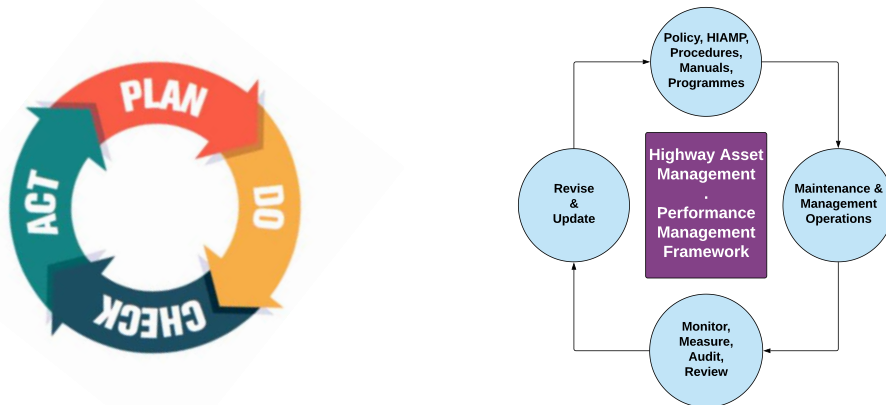 PLAN
DO
CHECK
ACT
Policy, HIAMP,
Procedures,
Manuals,
Programmes
Maintenance &
Management
Operations
Monitor,
Measure,
Audit,
Review
Revise
&
Update
Highway Asset
Management
.
Performance
Management
Framework